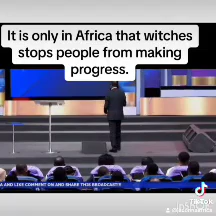 It is only in Africa that witches
stops people from making
progress.
AND LIKE COMMENT ON AND SHARE THIS BROADCAST
TikTok